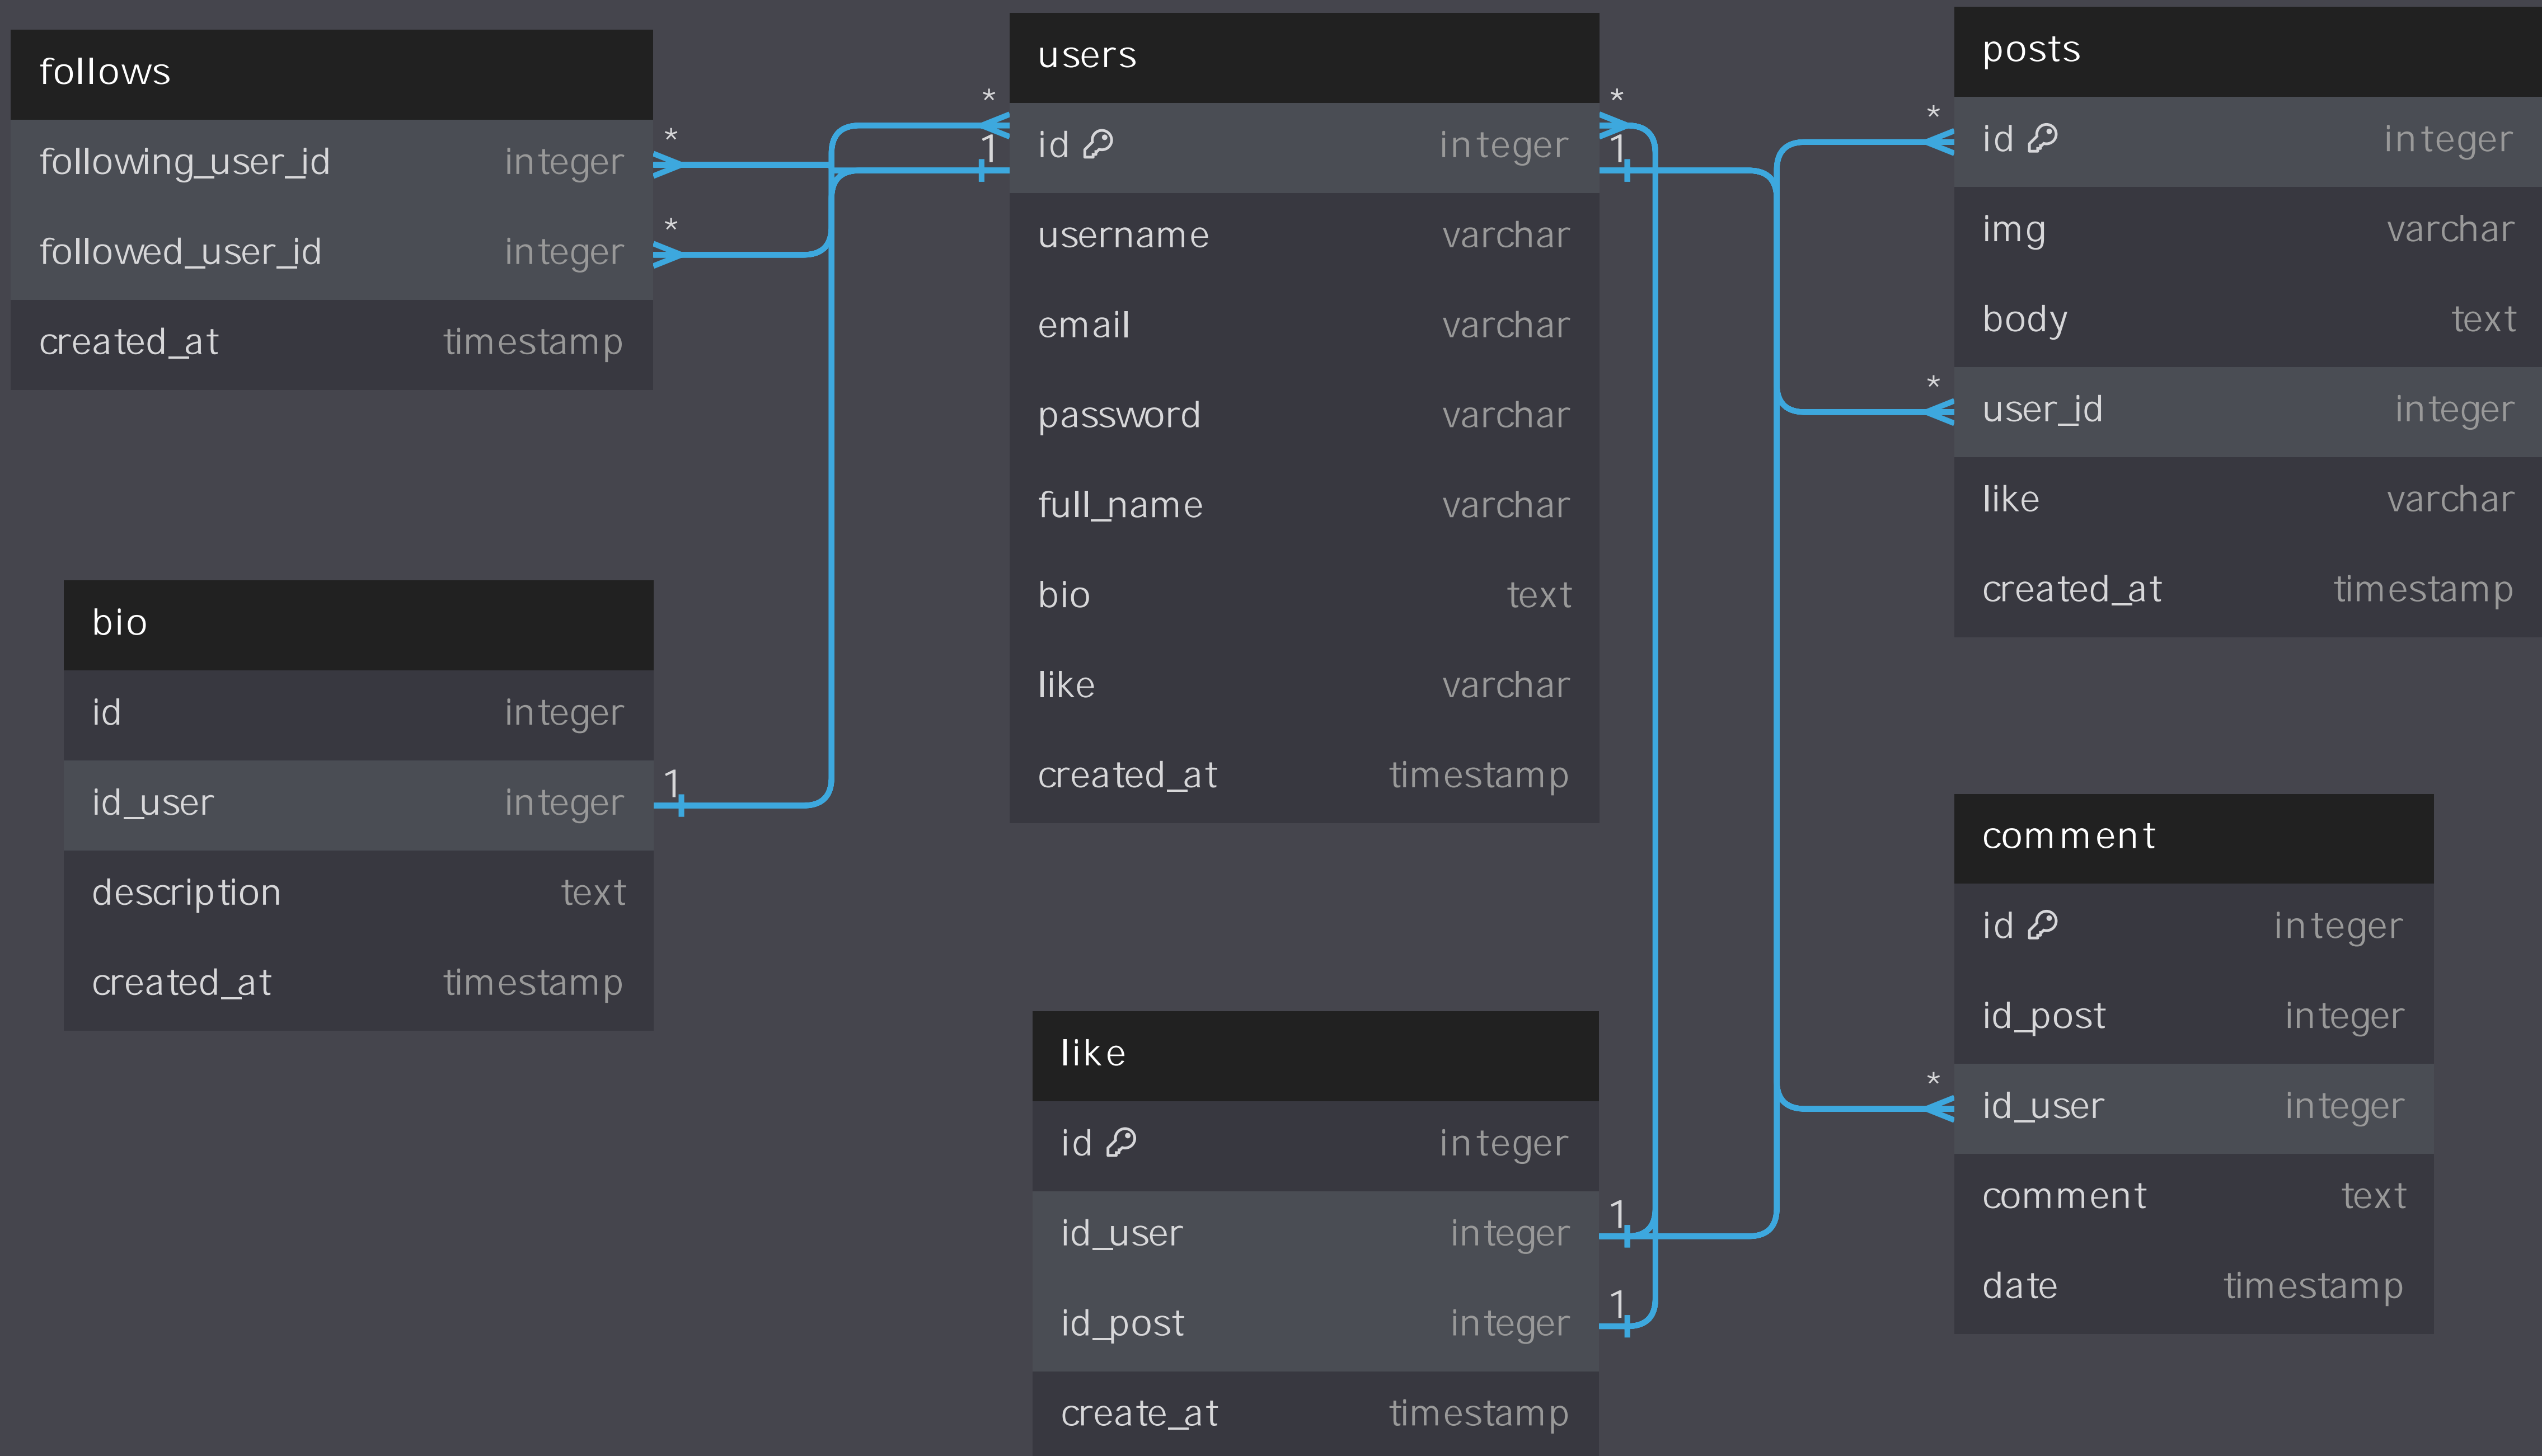 follows
following_user_id integer
followed_user_id integer
created_at timestamp
* 
*
users
id integer
username varchar
email varchar
password varchar
full_name varchar
bio text
like varchar
created_at timestamp
*
1
*
1
posts
id integer
img varchar
body text
user_id integer
like varchar
created_at timestamp
*
*
bio
id integer
id_user integer
description text
created_at timestamp
1
like
id integer
id_user integer
id_post integer
create_at timestamp
1
1
comment
id integer
id_post integer
id_user integer
comment text
date timestamp
*